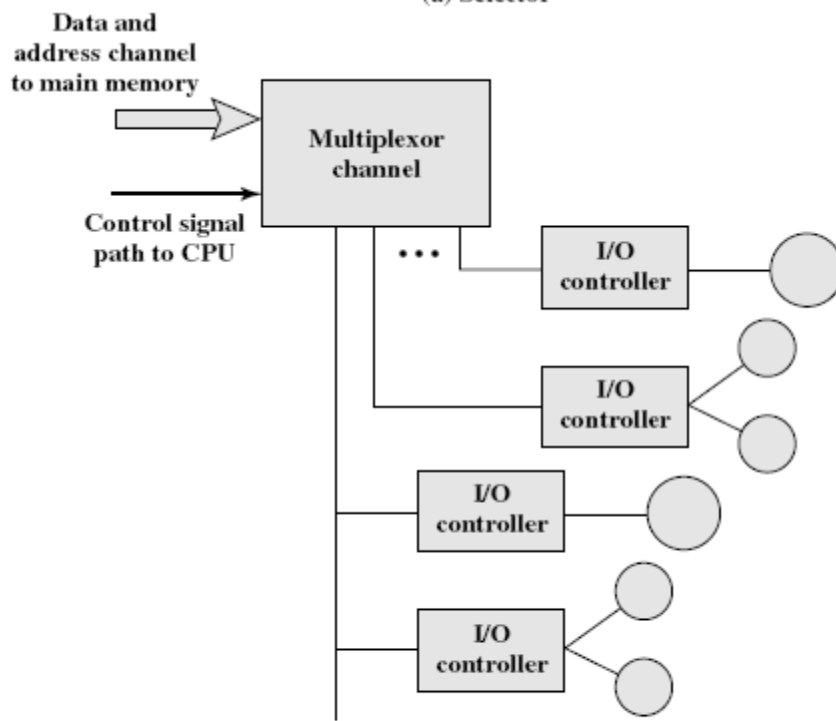 (a) Selector
Data and
address channel
to main memory
Multiplexor
channel
Control signal
path to CPU
• • •
I/O
controller
I/O
controller
I/O
controller
I/O
controller